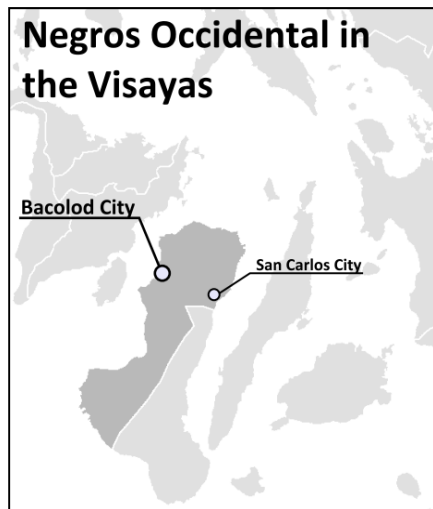 Negros Occidental in
the Visayas
Bacolod City
San Carlos City